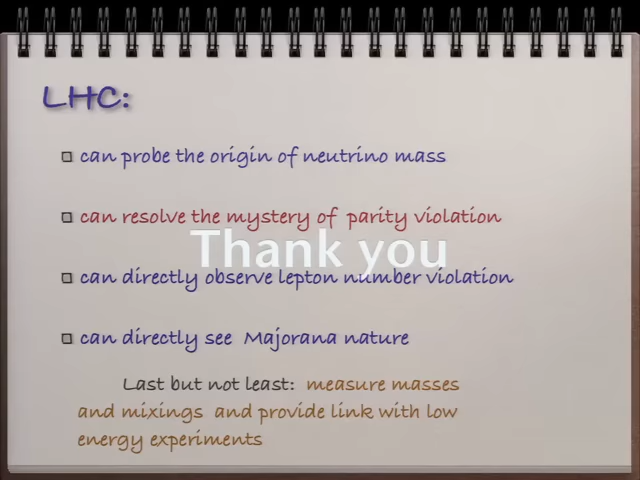 LHC:
can probe the origin of neutrino mass
can resolve the mystery of parity violation
Thank you
can directly observe lepton number violation
can directly see Majorana nature
Last but not least: measure masses
and mixings and provide link with low
energy experiments